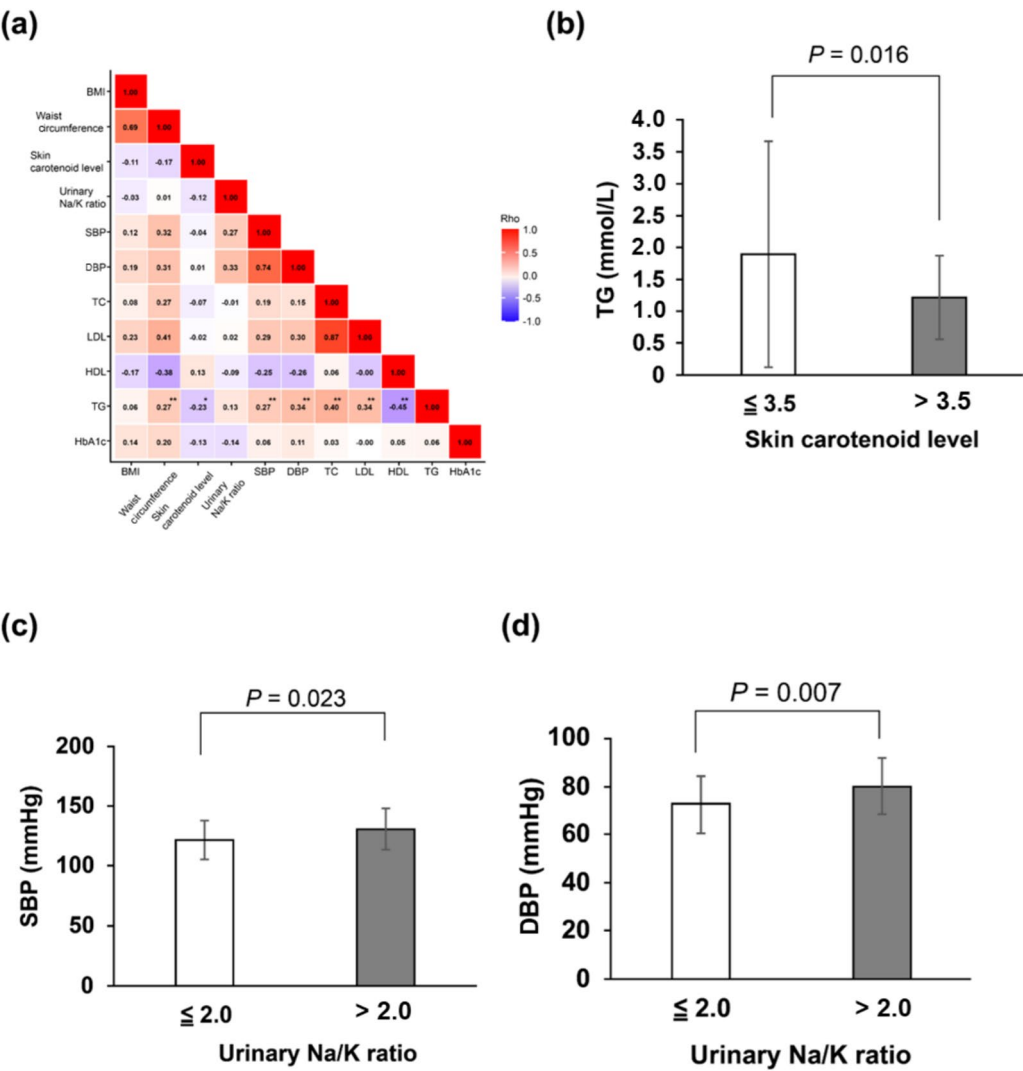 (a)
BMI 1.00
Waist
circumference 0.69 1.00
Skin
carotenoid level -0.11 -0.17 1.00
Urinary
Na/K ratio -0.03 0.01 -0.12 1.00
SBP 0.12 0.32 -0.04 0.27 1.00
DBP 0.19 0.31 0.01 0.33 0.74 1.00
TC 0.08 0.27 -0.07 -0.01 0.19 0.15 1.00
LDL 0.23 0.41 -0.02 0.02 0.29 0.30 0.87 1.00
HDL -0.17 -0.38 0.13 -0.09 -0.25 -0.26 0.06 -0.00 1.00
TG 0.06 0.27** -0.23* 0.13 0.27** 0.34** 0.40** 0.34** -0.45** 1.00
HbA1c 0.14 0.20 -0.13 -0.14 0.06 0.11 0.03 -0.00 0.05 0.06 1.00
BMI
Waist
circumference
Skin
carotenoid level
Urinary
Na/K ratio
SBP DBP TC LDL HDL TG HbA1c
Rho
1.0
0.5
0.0
-0.5
-1.0
(b)
P = 0.016
TG (mmol/L)
4.0
3.5
3.0
2.5
2.0
1.5
1.0
0.5
0
≦ 3.5 > 3.5
Skin carotenoid level
(c)
P = 0.023
SBP (mmHg)
200
150
100
50
0
≦ 2.0 > 2.0
Urinary Na/K ratio
(d)
P = 0.007
DBP (mmHg)
100
80
60
40
20
0
≦ 2.0 > 2.0
Urinary Na/K ratio